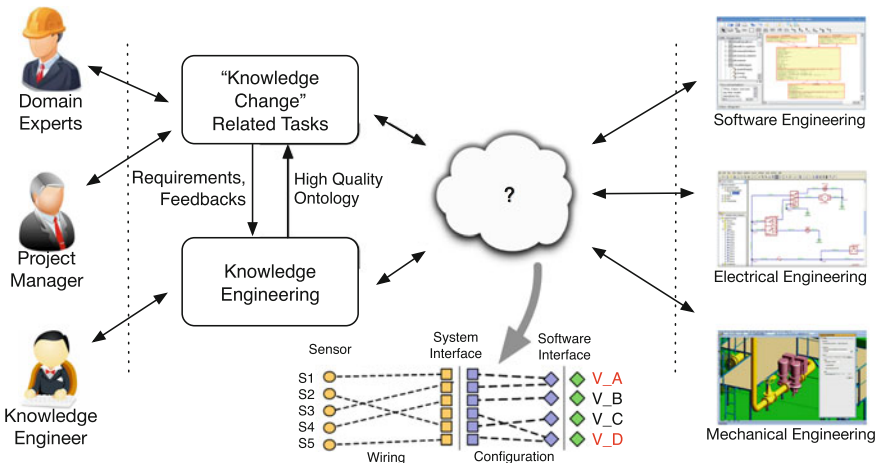 Domain
Experts
Project
Manager
Knowledge
Engineer
“Knowledge
Change”
Related Tasks
Requirements,
Feedbacks
High Quality
Ontology
Knowledge
Engineering
?
Software Engineering
Electrical Engineering
Mechanical Engineering
Sensor
System
Interface
Software
Interface
S1
S2
S3
S4
S5
V_A
V_B
V_C
V_D
Wiring
Configuration